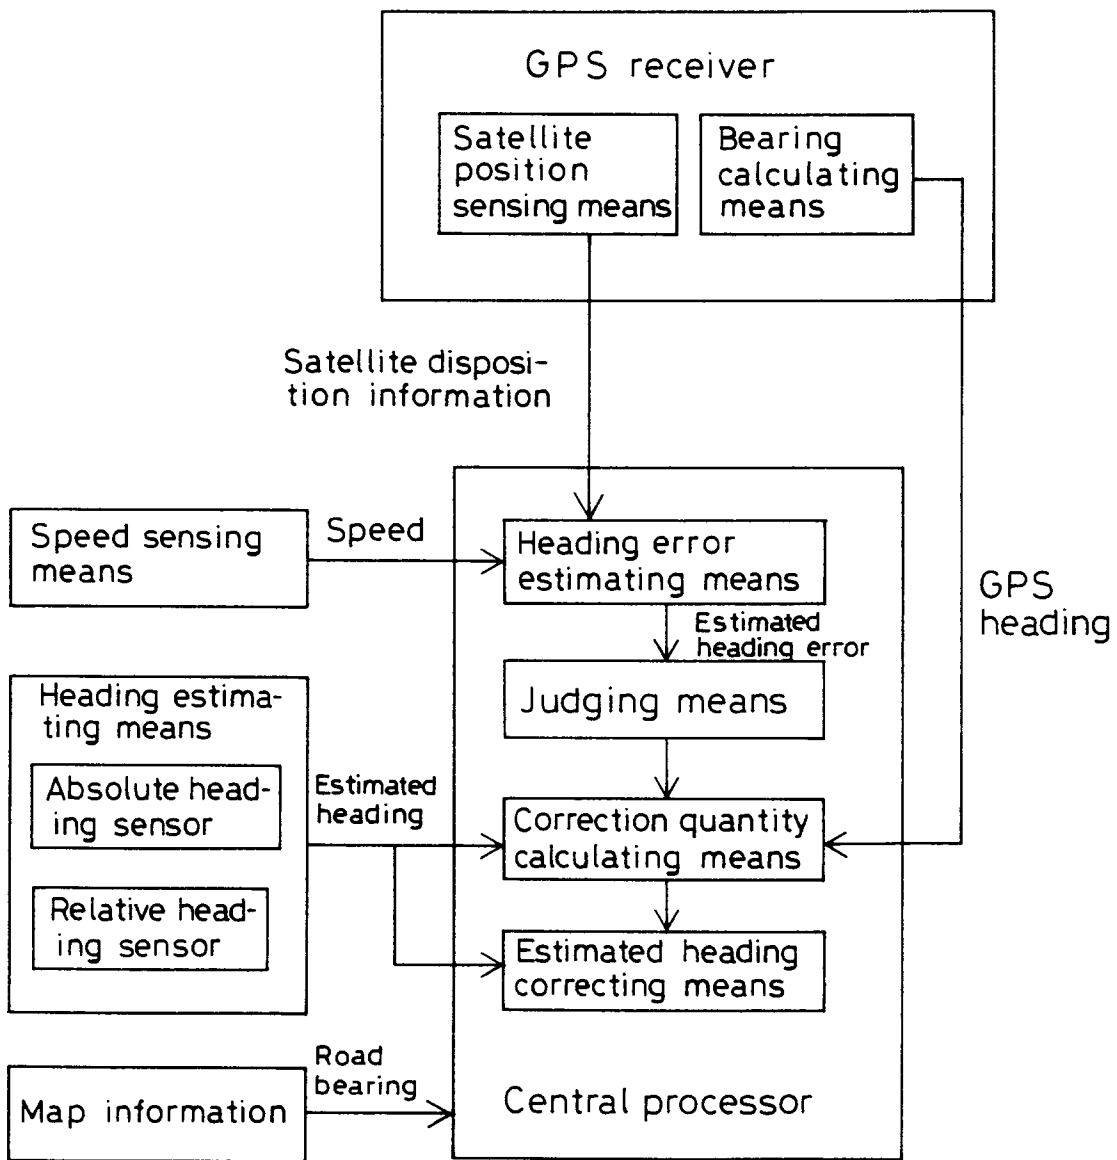 GPS receiver
Satellite
position
sensing means
Bearing
calculating
means
Satellite disposi-
tion information
Speed sensing
means
Speed
Heading error
estimating means
GPS
heading
Estimated
heading error
Judging means
Heading estima-
ting means
Absolute head-
ing sensor
Relative head-
ing sensor
Estimated
heading
Correction quantity
calculating means
Estimated heading
correcting means
Map information
Road
bearing
Central processor